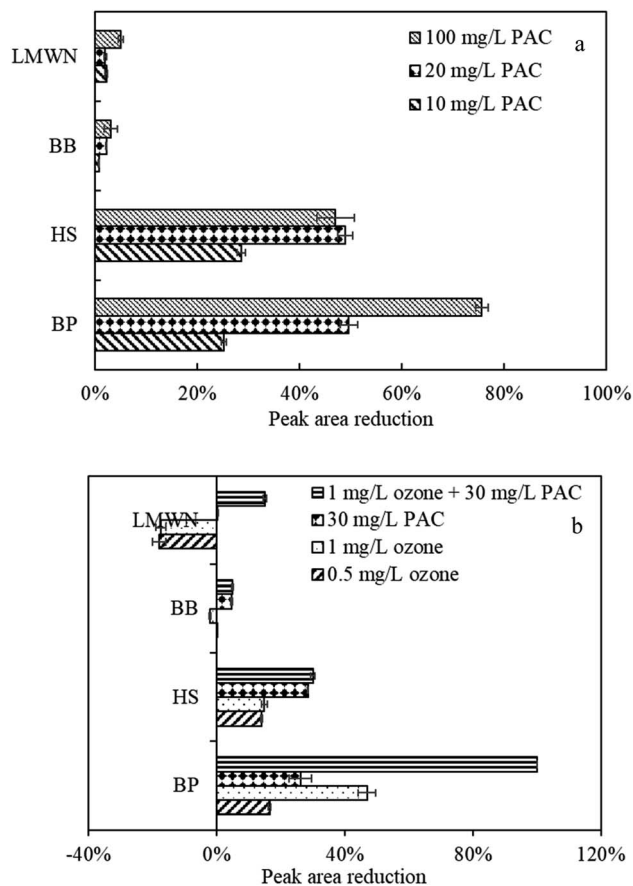 a
100 mg/L PAC
20 mg/L PAC
10 mg/L PAC
LMWN
BB
HS
BP
0%
20%
40%
60%
80%
100%
Peak area reduction
b
1 mg/L ozone + 30 mg/L PAC
30 mg/L PAC
1 mg/L ozone
0.5 mg/L ozone
LMWN
BB
HS
BP
-40%
0%
40%
80%
120%
Peak area reduction